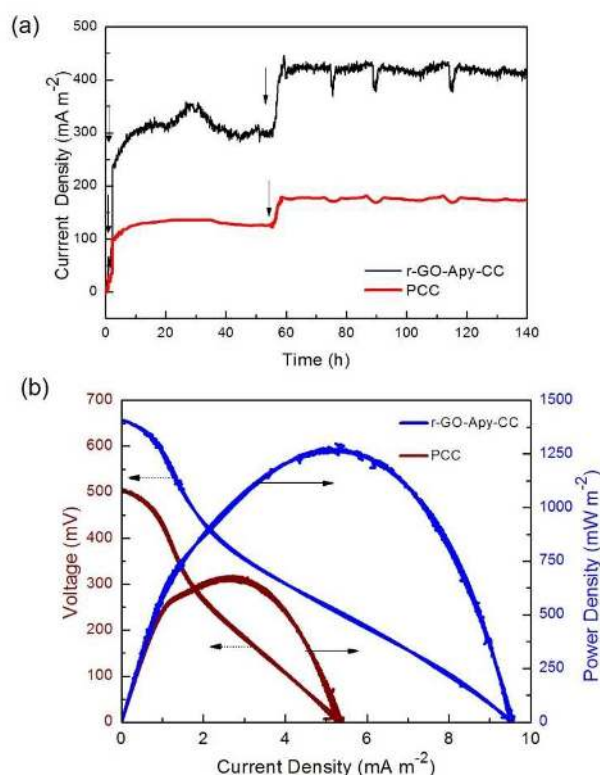 (a)
500
400
300
200
100
0
Currrent Density (mA m-2)
r-GO-Apy-CC
PCC
0 20 40 60 80 100 120 140
Time (h)
(b)
700
600
500
400
300
200
100
0
Voltage (mV)
1500
1250
1000
750
500
250
0
Power Density (mW m-2)
r-GO-Apy-CC
PCC
0 2 4 6 8 10
Current Density (mA m-2)